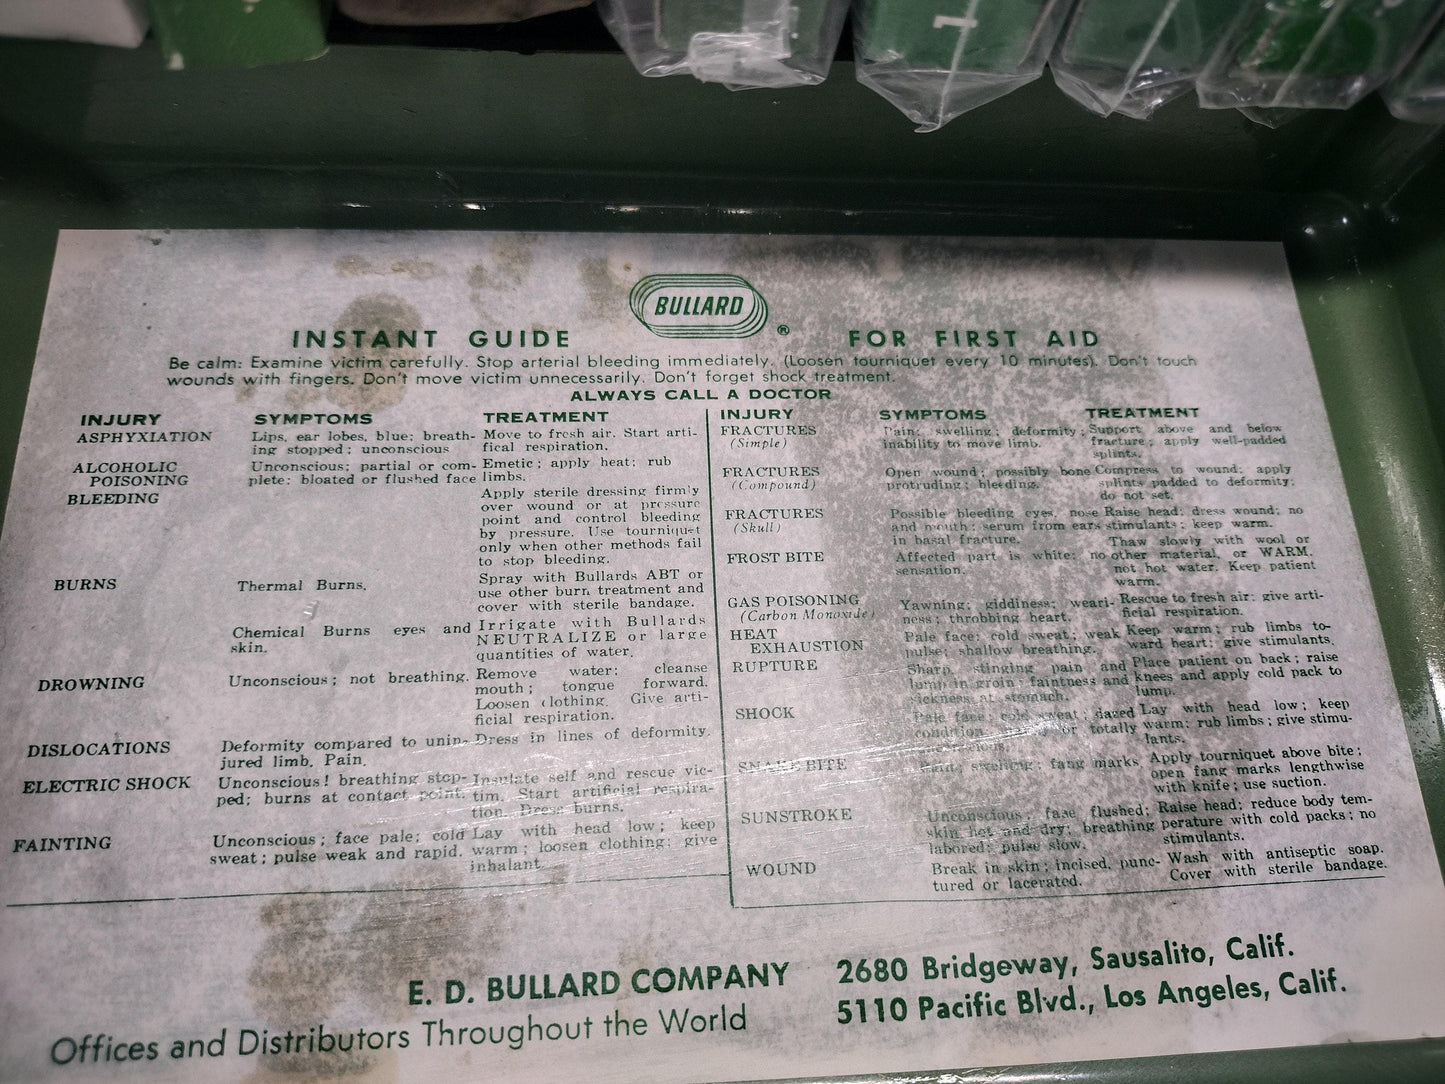 1
BULLARD ®
INSTANT GUIDE FOR FIRST AID
Be calm: Examine victim carefully. Stop arterial bleeding immediately. (Loosen tourniquet every 10 minutes). Don't touch
wounds with fingers. Don't move victim unnecessarily. Don't forget shock treatment.
ALWAYS CALL A DOCTOR
INJURY SYMPTOMS TREATMENT
ASPHYXIATION Lips, ear lobes, blue; breath- Move to fresh air. Start arti-
ing stopped; unconscious fical respiration.
ALCOHOLIC Unconscious; partial or com- Emetic; apply heat; rub
POISONING plete; bloated or flushed face limbs.
BLEEDING Apply sterile dressing firmly
over wound or at pressure
point and control bleeding
by pressure. Use tourniquet
only when other methods fail
to stop bleeding.
BURNS Thermal Burns. Spray with Bullards ABT or
use other burn treatment and
cover with sterile bandage.
Chemical Burns eyes and Irrigate with Bullards
skin. NEUTRALIZE or large
quantities of water.
DROWNING Unconscious; not breathing. Remove water; cleanse
mouth; tongue forward.
Loosen clothing. Give arti-
ficial respiration.
DISLOCATIONS Deformity compared to unin- Dress in lines of deformity.
jured limb. Pain.
ELECTRIC SHOCK Unconscious! breathing stop- Insulate self and rescue vic-
ped; burns at contact point. tim. Start artificial respira-
tion. Dress burns.
FAINTING Unconscious; face pale; cold Lay with head low; keep
sweat; pulse weak and rapid. warm; loosen clothing; give
inhalant.
INJURY SYMPTOMS TREATMENT
FRACTURES Pain; swelling; deformity; Support above and below
(Simple) inability to move limb. fracture; apply well-padded
splints.
FRACTURES Open wound; possibly bone Compress to wound; apply
(Compound) protruding; bleeding. splints padded to deformity;
do not set.
FRACTURES Possible bleeding eyes, nose Raise head; dress wound; no
(Skull) and mouth; serum from ears stimulants; keep warm.
in basal fracture.
FROST BITE Affected part is white; no Thaw slowly with wool or
sensation. other material, or WARM,
not hot water. Keep patient
warm.
GAS POISONING Yawning; giddiness; weari- Rescue to fresh air; give arti-
(Carbon Monoxide) ness; throbbing heart. ficial respiration.
HEAT Pale face; cold sweat; weak Keep warm; rub limbs to-
EXHAUSTION pulse; shallow breathing. ward heart; give stimulants.
RUPTURE Sharp, stinging pain and Place patient on back; raise
lump in groin; faintness and knees and apply cold pack to
sickness at stomach. lump.
SHOCK Pale face; cold sweat; dazed Lay with head low; keep
condition, or totally warm; rub limbs; give stimu-
lants.
SNAKE BITE Pain; swelling; fang marks. Apply tourniquet above bite;
open fang marks lengthwise
with knife; use suction.
SUNSTROKE Unconscious; fase flushed; Raise head; reduce body tem-
skin hot and dry; breathing perature with cold packs; no
labored; pulse slow. stimulants.
WOUND Break in skin; incised, punc- Wash with antiseptic soap.
tured or lacerated. Cover with sterile bandage.
E. D. BULLARD COMPANY 2680 Bridgeway, Sausalito, Calif.
Offices and Distributors Throughout the World 5110 Pacific Blvd., Los Angeles, Calif.